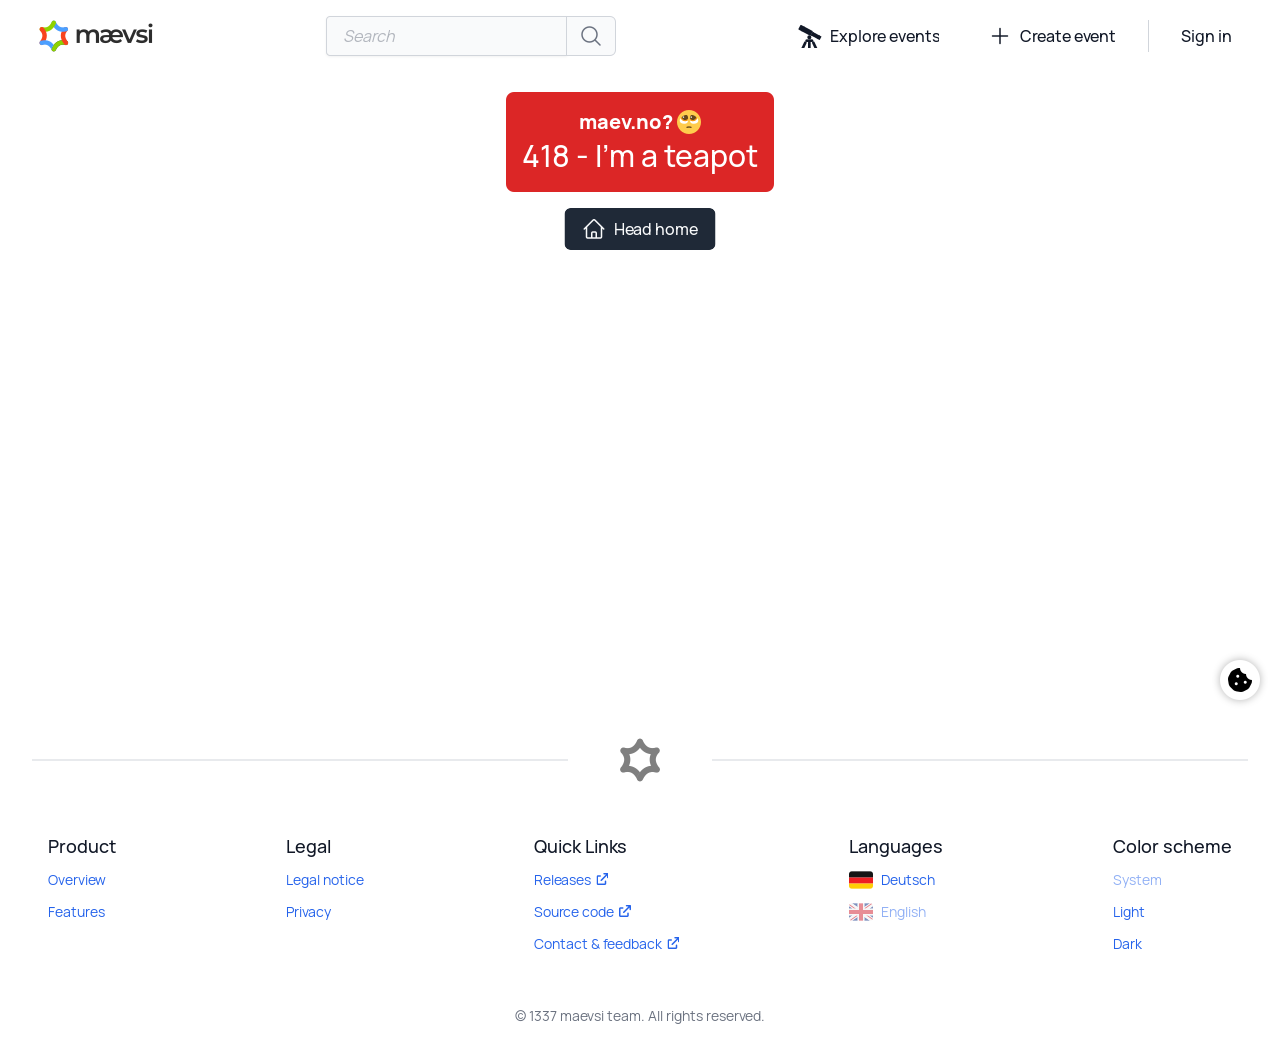 mævsi
Search
Explore events
Create event
Sign in
maev.no? 🥺
418 - I’m a teapot
Head home
Product
Overview
Features
Legal
Legal notice
Privacy
Quick Links
Releases
Source code
Contact & feedback
Languages
Deutsch
English
Color scheme
System
Light
Dark
© 1337 maevsi team. All rights reserved.